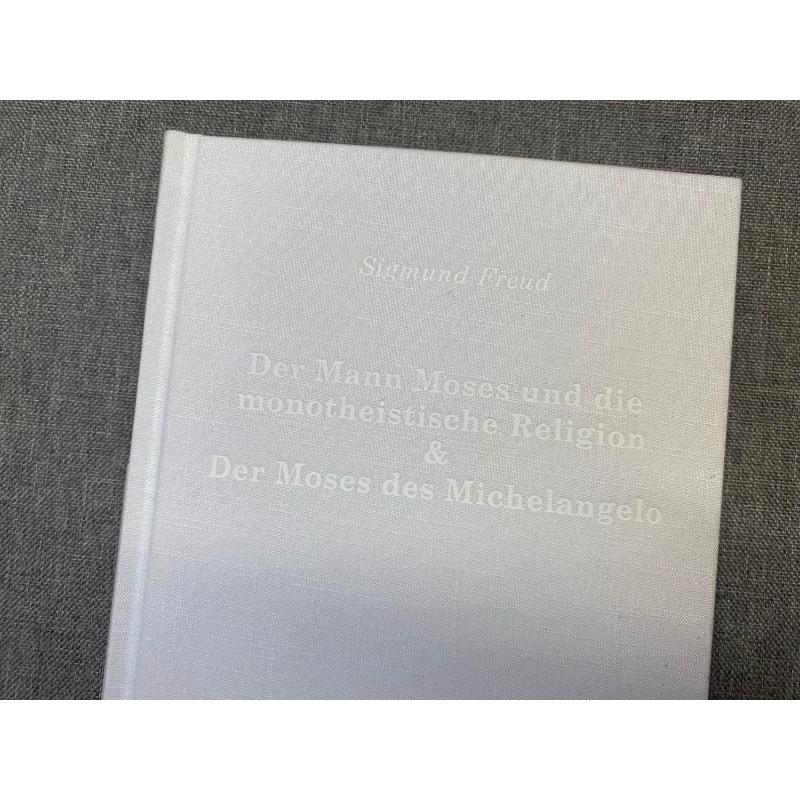 Sigmund Freud
Der Mann Moses und die
monotheistische Religion
&
Der Moses des Michelangelo